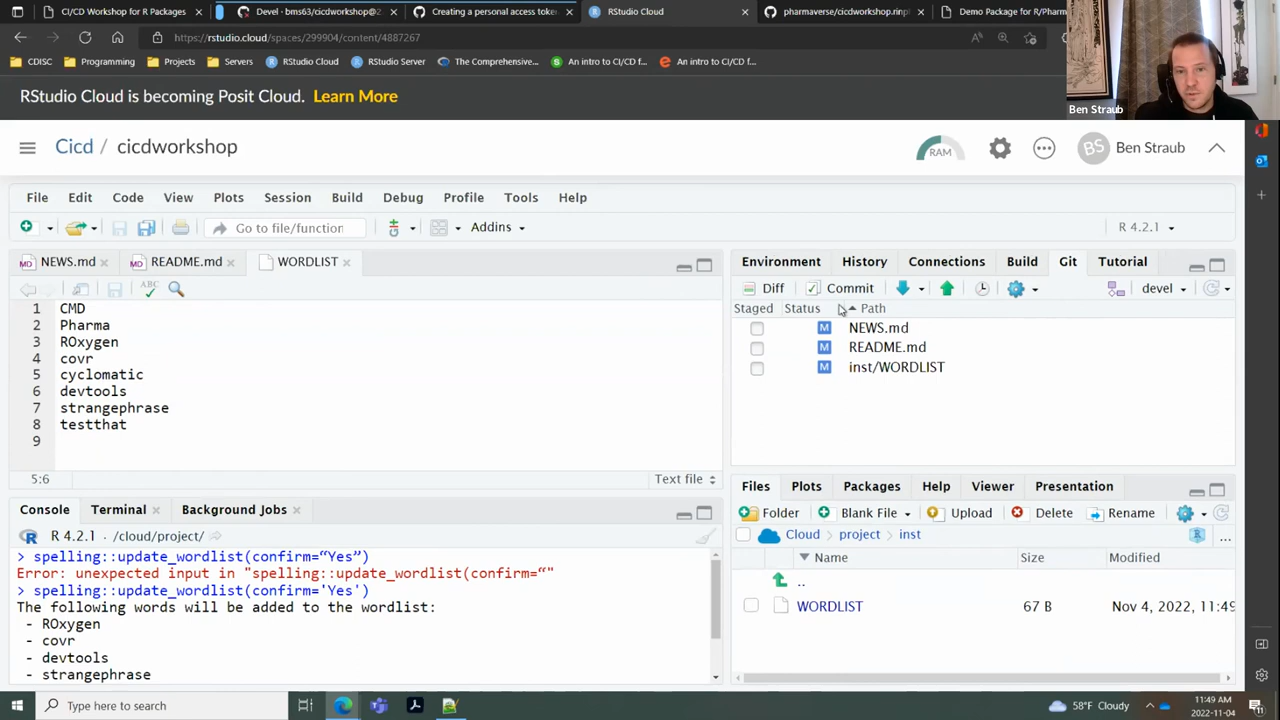 CI/CD Workshop for R Packages
Devel · bms63/cicdworkshop@2
Creating a personal access toke
RStudio Cloud
pharmaverse/cicdworkshop.rinph
Demo Package for R/Pharm
https://rstudio.cloud/spaces/299904/content/4887267
CDISC
Programming
Projects
Servers
RStudio Cloud
RStudio Server
The Comprehensive...
An intro to CI/CD f...
An intro to CI/CD f...
Ben Straub
RStudio Cloud is becoming Posit Cloud. Learn More
Cicd / cicdworkshop
RAM
BS
Ben Straub
File Edit Code View Plots Session Build Debug Profile Tools Help
Go to file/function
Addins
R 4.2.1
NEWS.md
README.md
WORDLIST
ABC
1 CMD
2 Pharma
3 ROxygen
4 covr
5 cyclomatic
6 devtools
7 strangephrase
8 testthat
9
5:6
Text file
Environment History Connections Build Git Tutorial
Diff
Commit
devel
Staged Status Path
M NEWS.md
M README.md
M inst/WORDLIST
Console Terminal Background Jobs
R 4.2.1 · /cloud/project/
> spelling::update_wordlist(confirm=“Yes”)
Error: unexpected input in "spelling::update_wordlist(confirm=“"
> spelling::update_wordlist(confirm='Yes')
The following words will be added to the wordlist:
- ROxygen
- covr
- devtools
- strangephrase
Files Plots Packages Help Viewer Presentation
Folder
Blank File
Upload
Delete
Rename
Cloud
project
inst
R
...
Name Size Modified
..
WORDLIST 67 B Nov 4, 2022, 11:49
Type here to search
58°F Cloudy
11:49 AM
2022-11-04
11